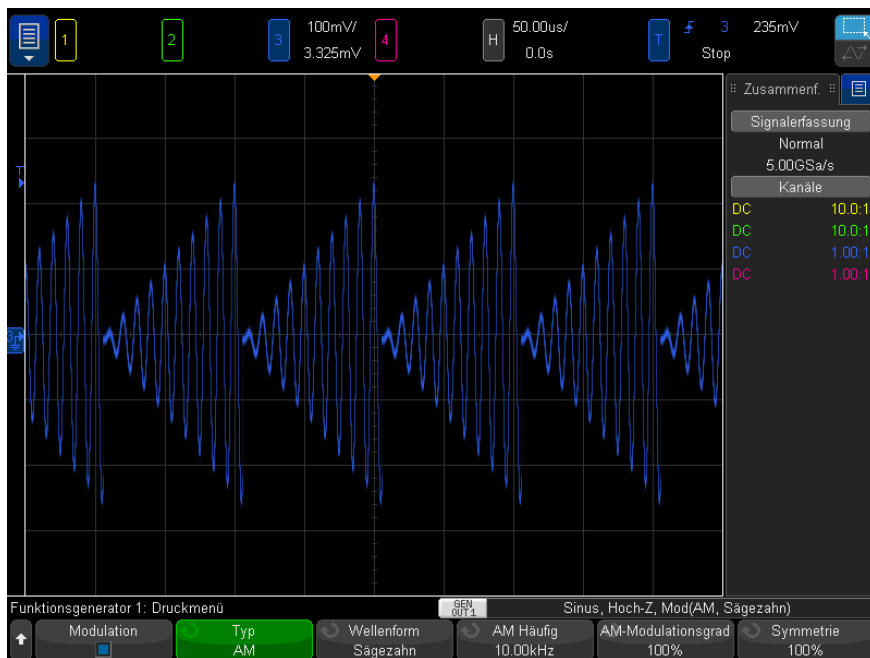 1
2
3
100mV/
3.325mV
4
H
50.00us/
0.0s
T
3
235mV
Stop
T
3
Zusammenf.
Signalerfassung
Normal
5.00GSa/s
Kanäle
DC 10.0:1
DC 10.0:1
DC 1.00:1
DC 1.00:1
Funktionsgenerator 1: Druckmenü
GEN
OUT1
Sinus, Hoch-Z, Mod(AM, Sägezahn)
Modulation
Typ
AM
Wellenform
Sägezahn
AM Häufig
10.00kHz
AM-Modulationsgrad
100%
Symmetrie
100%